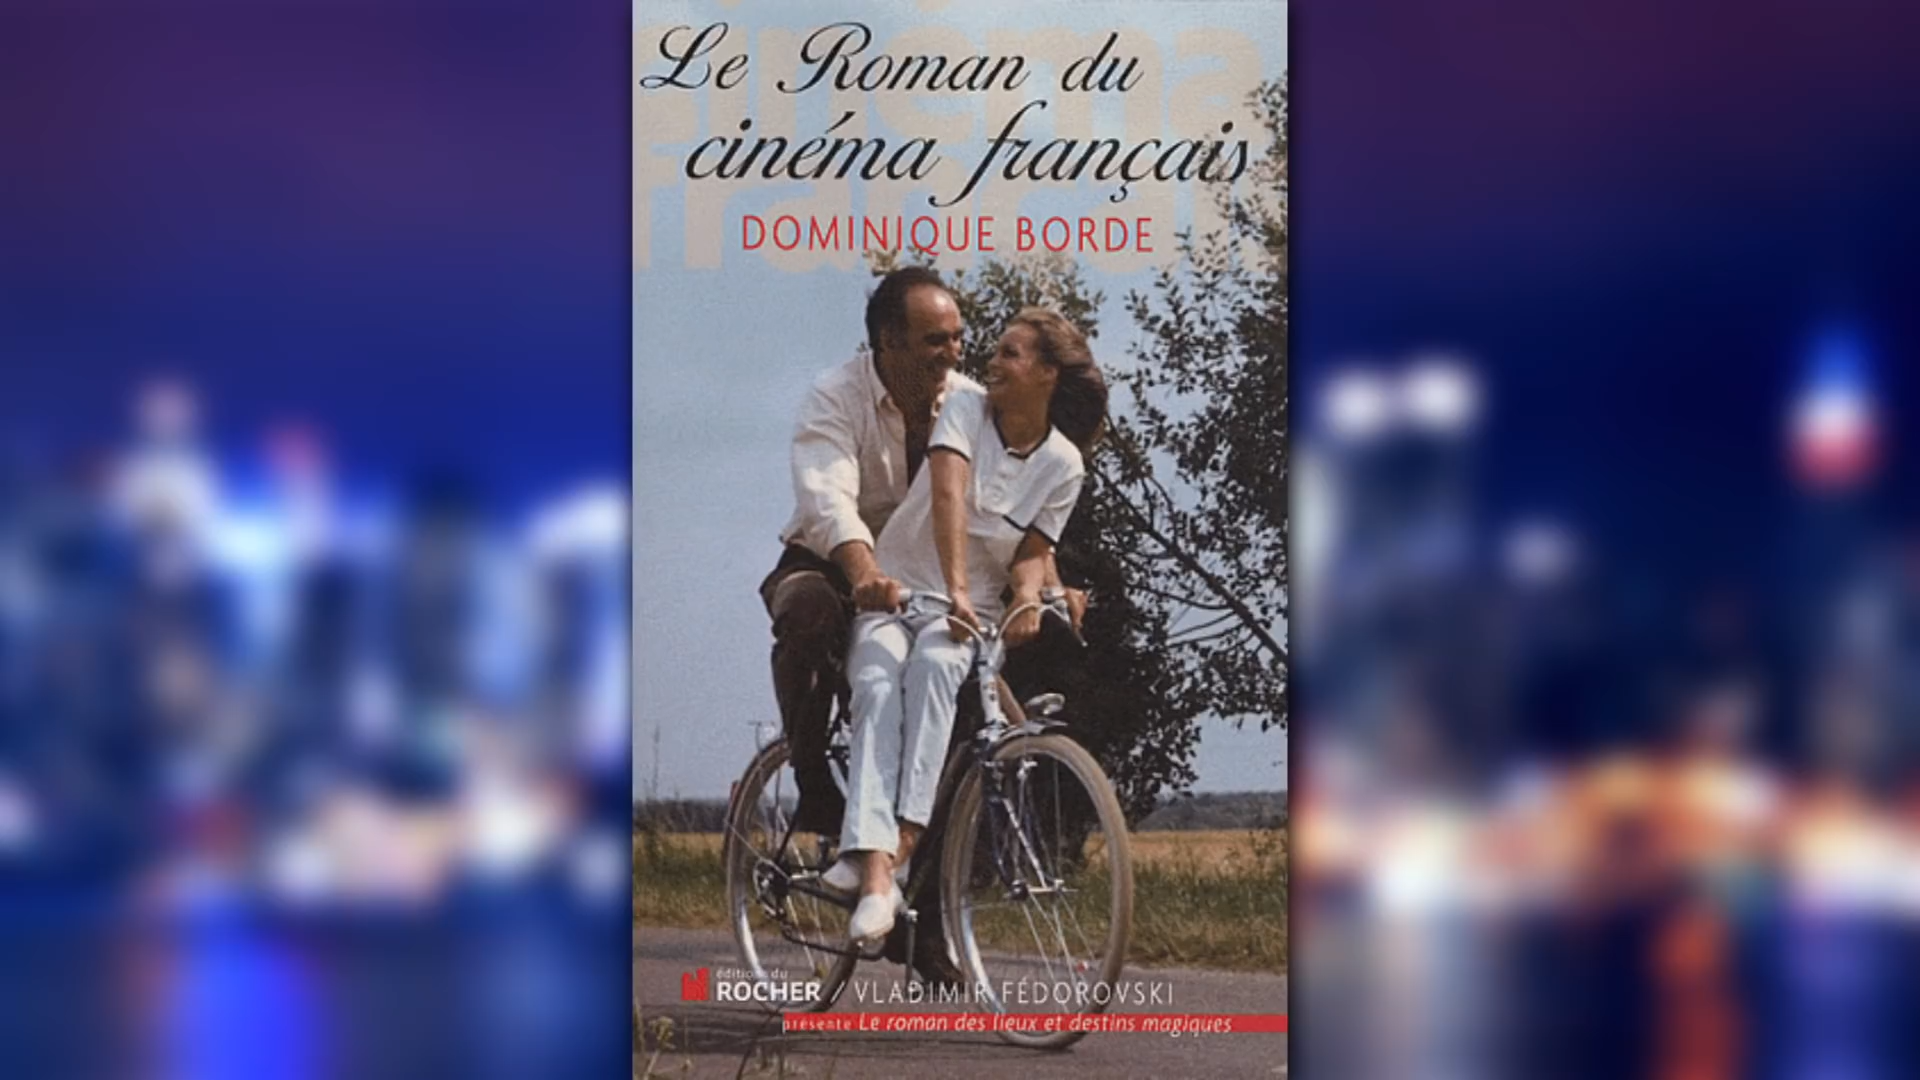 Le Roman du
cinéma français
DOMINIQUE BORDE
éditions du
ROCHER / VLADIMIR FÉDOROVSKI
présente Le roman des lieux et destins magiques